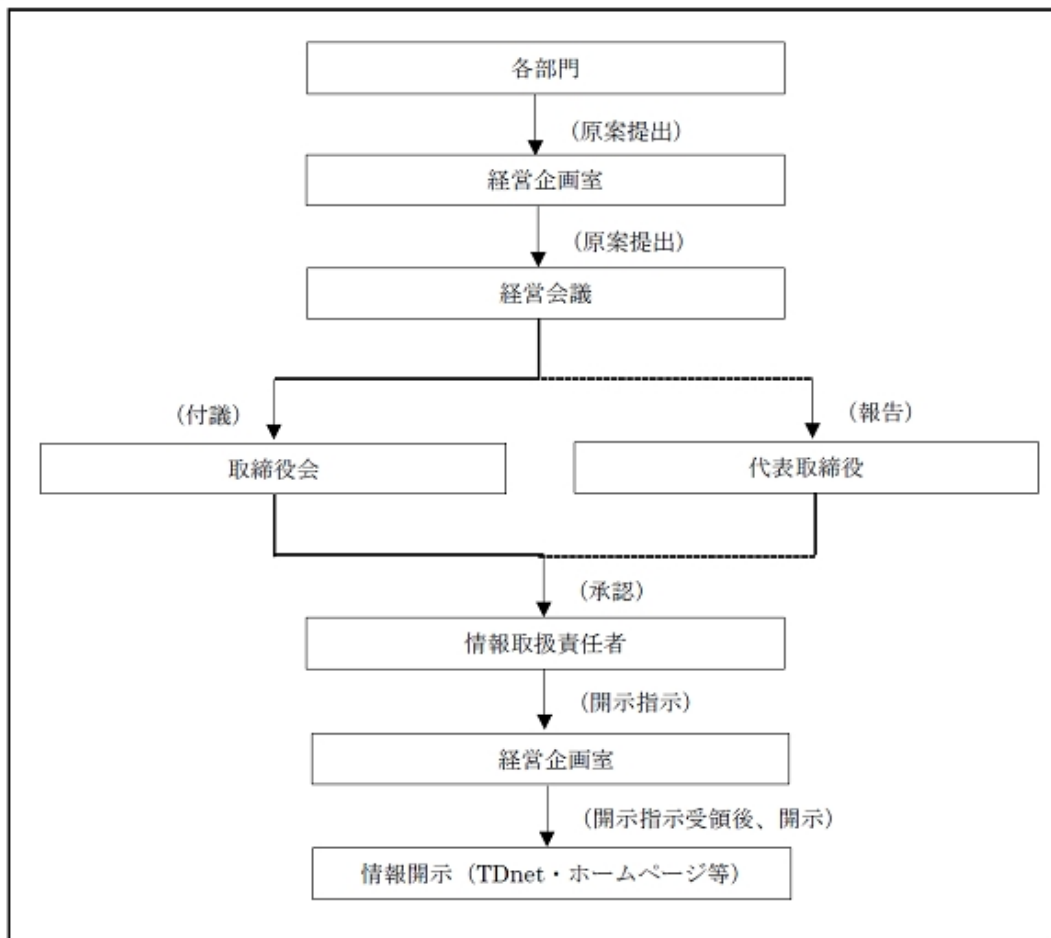 各部門
(原案提出)
経営企画室
(原案提出)
経営会議
(付議)
(報告)
取締役会
代表取締役
(承認)
情報取扱責任者
(開示指示)
経営企画室
(開示指示受領後、開示)
情報開示（TDnet・ホームページ等）